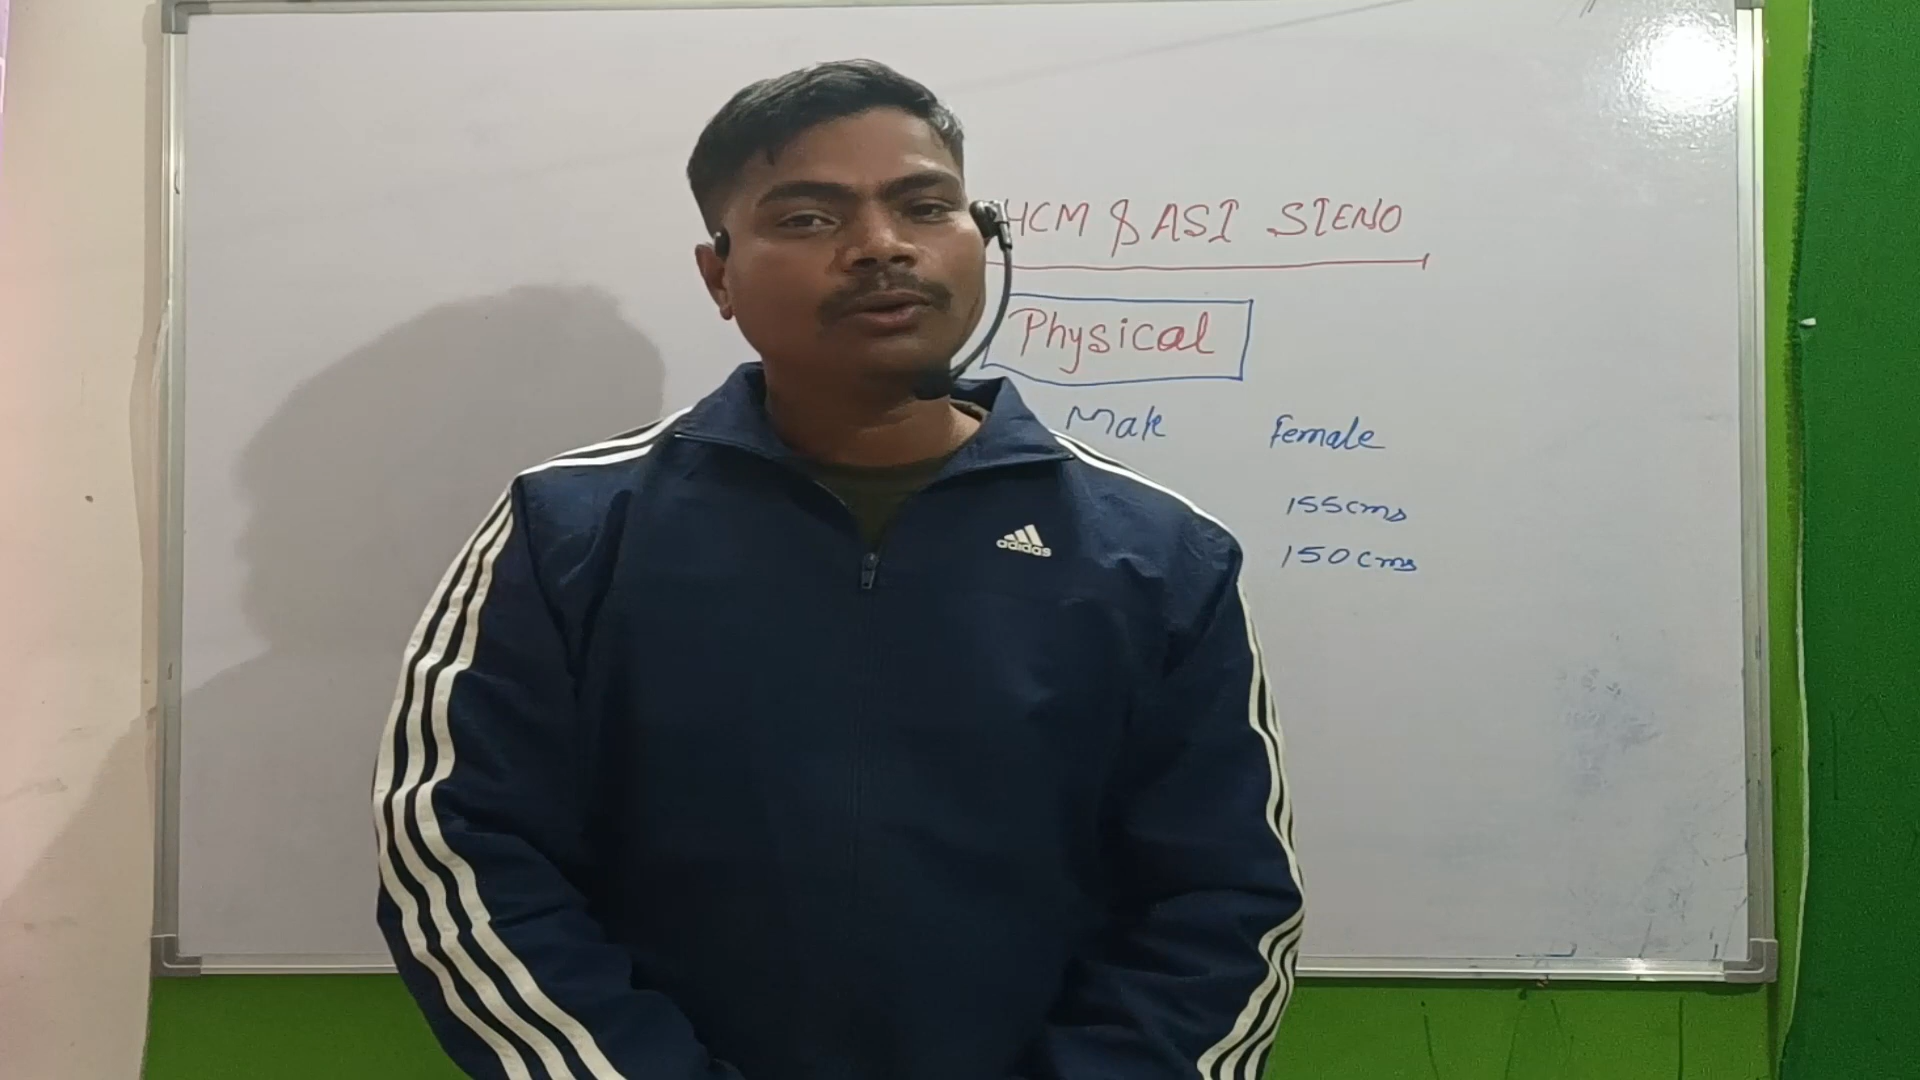 HCM & ASI STENO
Physical
Male Female
155cms
150cms
adidas